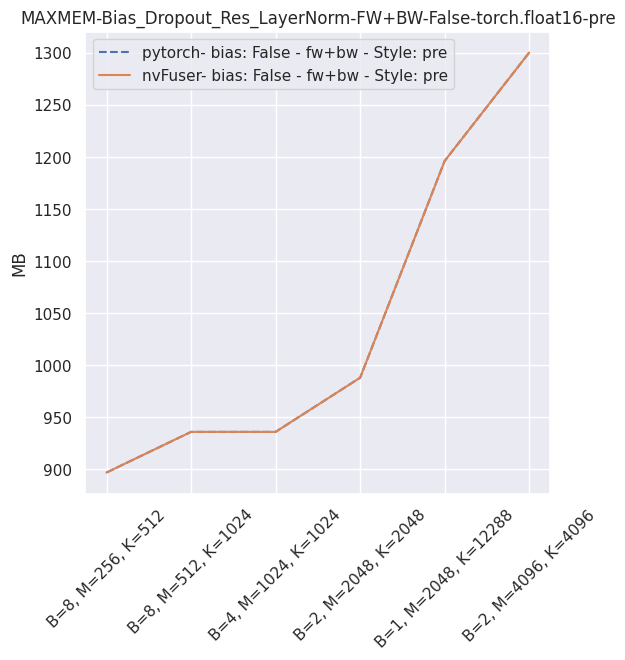 MAXMEM-Bias_Dropout_Res_LayerNorm-FW+BW-False-torch.float16-pre
pytorch- bias: False - fw+bw - Style: pre
nvFuser- bias: False - fw+bw - Style: pre
MB
1300
1250
1200
1150
1100
1050
1000
950
900
B=8, M=256, K=512
B=8, M=512, K=1024
B=4, M=1024, K=1024
B=2, M=2048, K=2048
B=1, M=2048, K=12288
B=2, M=4096, K=4096